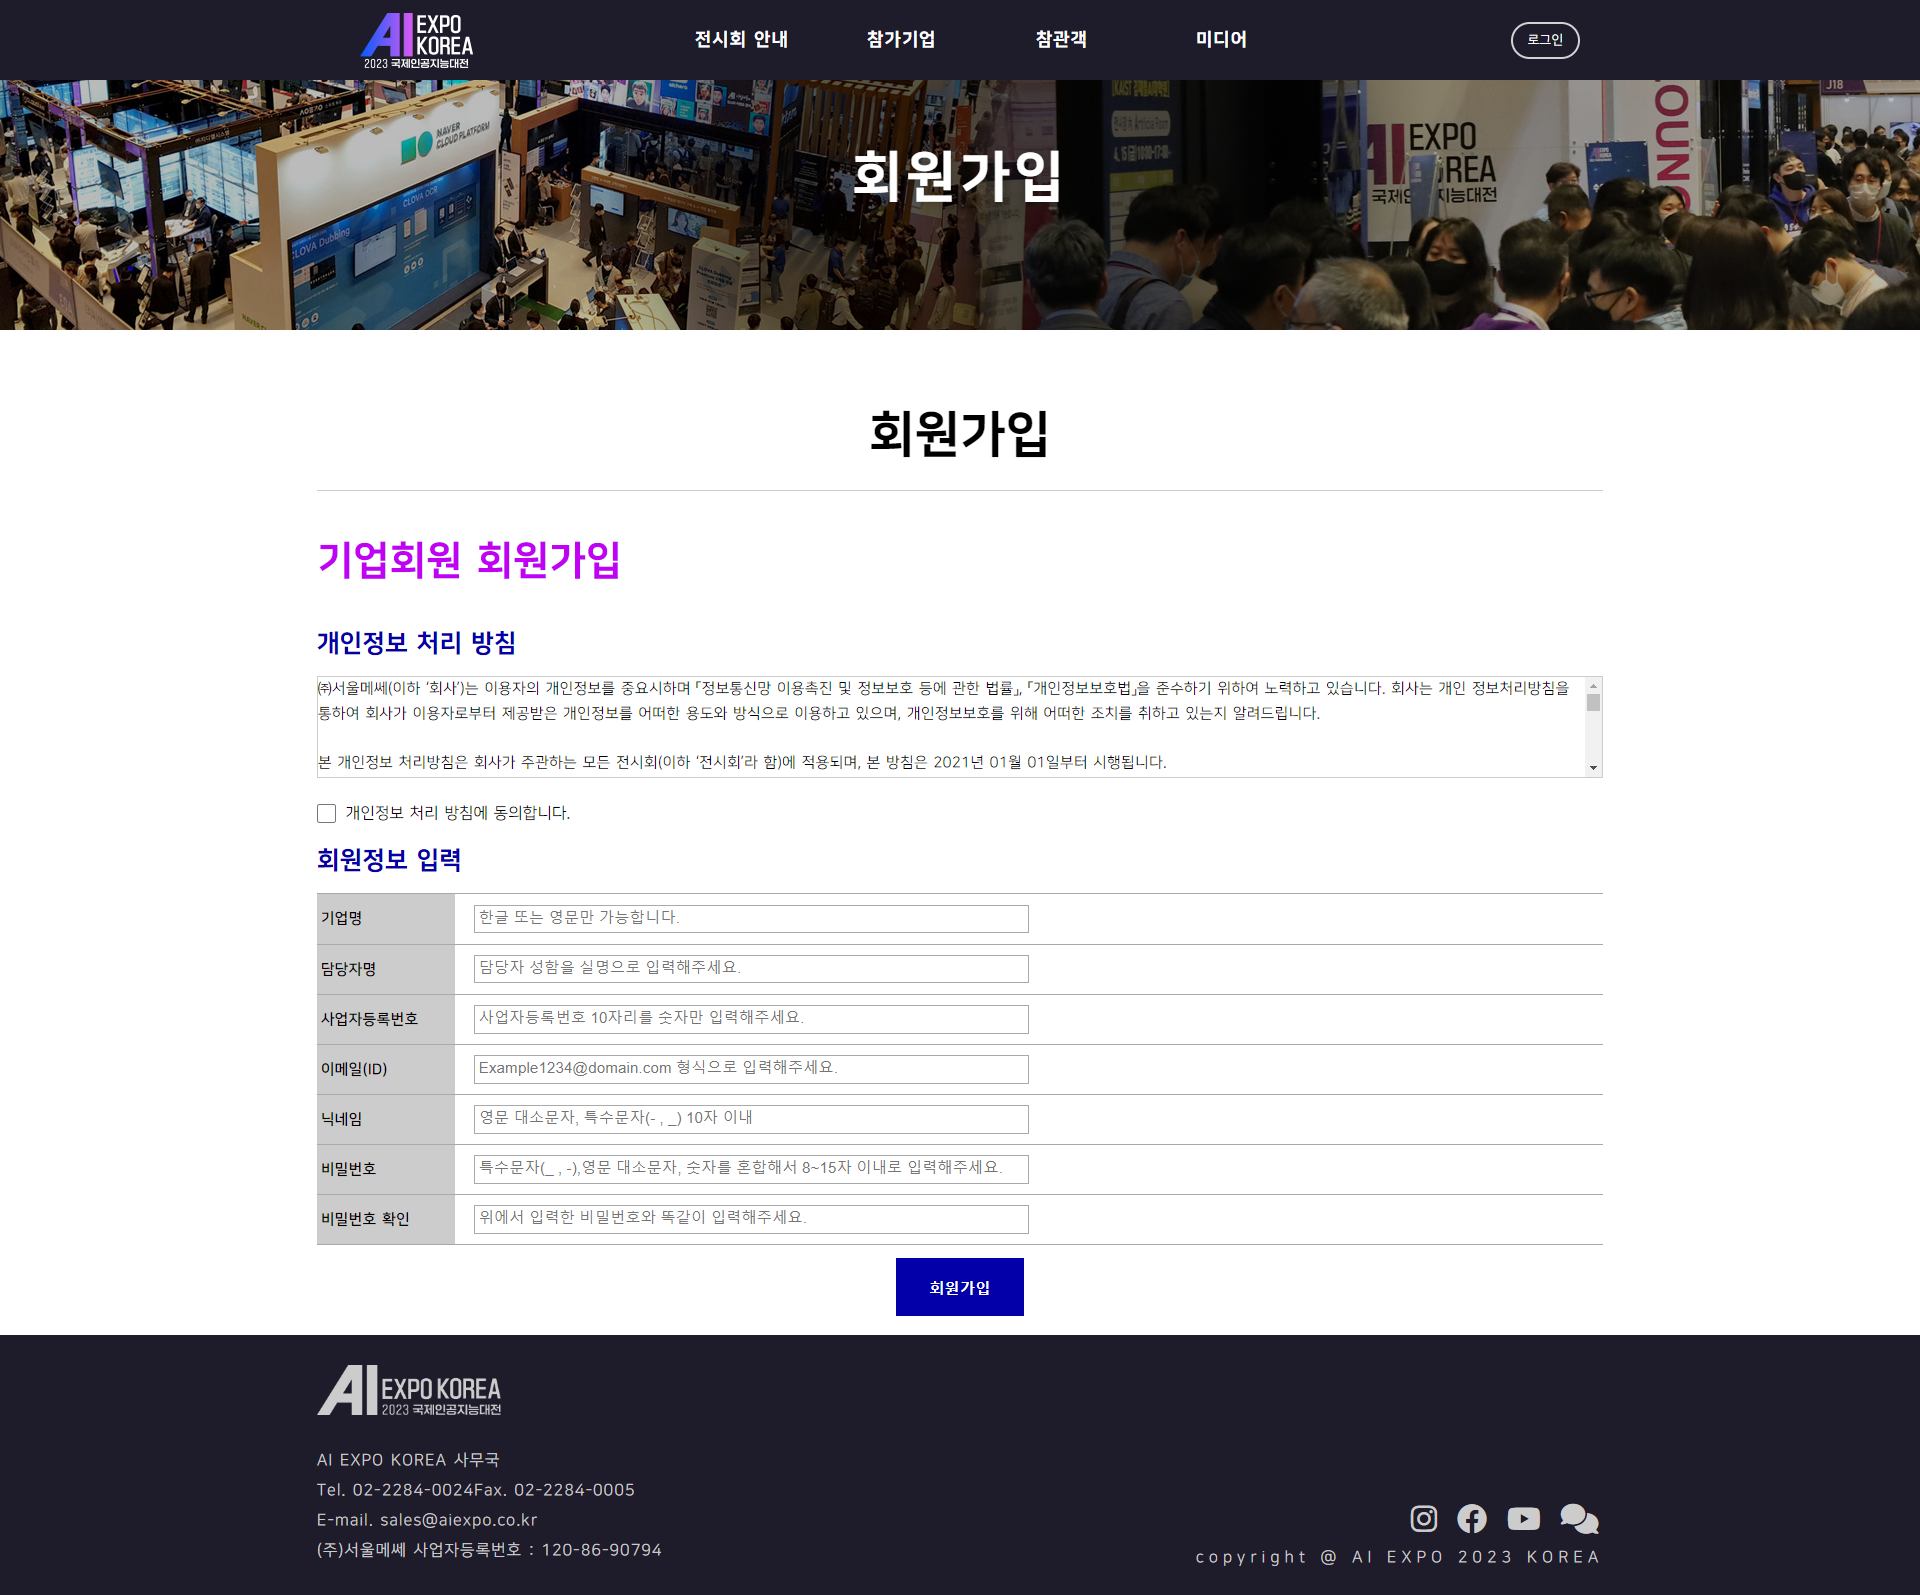 AI EXPO KOREA
2023 국제인공지능대전
전시회 안내
참가기업
참관객
미디어
로그인
NAVER
CLOUD PLATFORM
CLOVA OCR
CLOVA Dubbing
AI EXPO
KOREA
국제인공지능대전
J18
회원가입
회원가입
기업회원 회원가입
개인정보 처리 방침
㈜서울메쎄(이하 ‘회사’)는 이용자의 개인정보를 중요시하며 「정보통신망 이용촉진 및 정보보호 등에 관한 법률」, 「개인정보보호법」을 준수하기 위하여 노력하고 있습니다. 회사는 개인 정보처리방침을
통하여 회사가 이용자로부터 제공받은 개인정보를 어떠한 용도와 방식으로 이용하고 있으며, 개인정보보호를 위해 어떠한 조치를 취하고 있는지 알려드립니다.
본 개인정보 처리방침은 회사가 주관하는 모든 전시회(이하 ‘전시회’라 함)에 적용되며, 본 방침은 2021년 01월 01일부터 시행됩니다.
개인정보 처리 방침에 동의합니다.
회원정보 입력
기업명
한글 또는 영문만 가능합니다.
담당자명
담당자 성함을 실명으로 입력해주세요.
사업자등록번호
사업자등록번호 10자리를 숫자만 입력해주세요.
이메일(ID)
Example1234@domain.com 형식으로 입력해주세요.
닉네임
영문 대소문자, 특수문자(- , _) 10자 이내
비밀번호
특수문자(_ , -),영문 대소문자, 숫자를 혼합해서 8~15자 이내로 입력해주세요.
비밀번호 확인
위에서 입력한 비밀번호와 똑같이 입력해주세요.
회원가입
AI EXPO KOREA
2023 국제인공지능대전
AI EXPO KOREA 사무국
Tel. 02-2284-0024Fax. 02-2284-0005
E-mail. sales@aiexpo.co.kr
(주)서울메쎄 사업자등록번호 : 120-86-90794
copyright @ AI EXPO 2023 KOREA